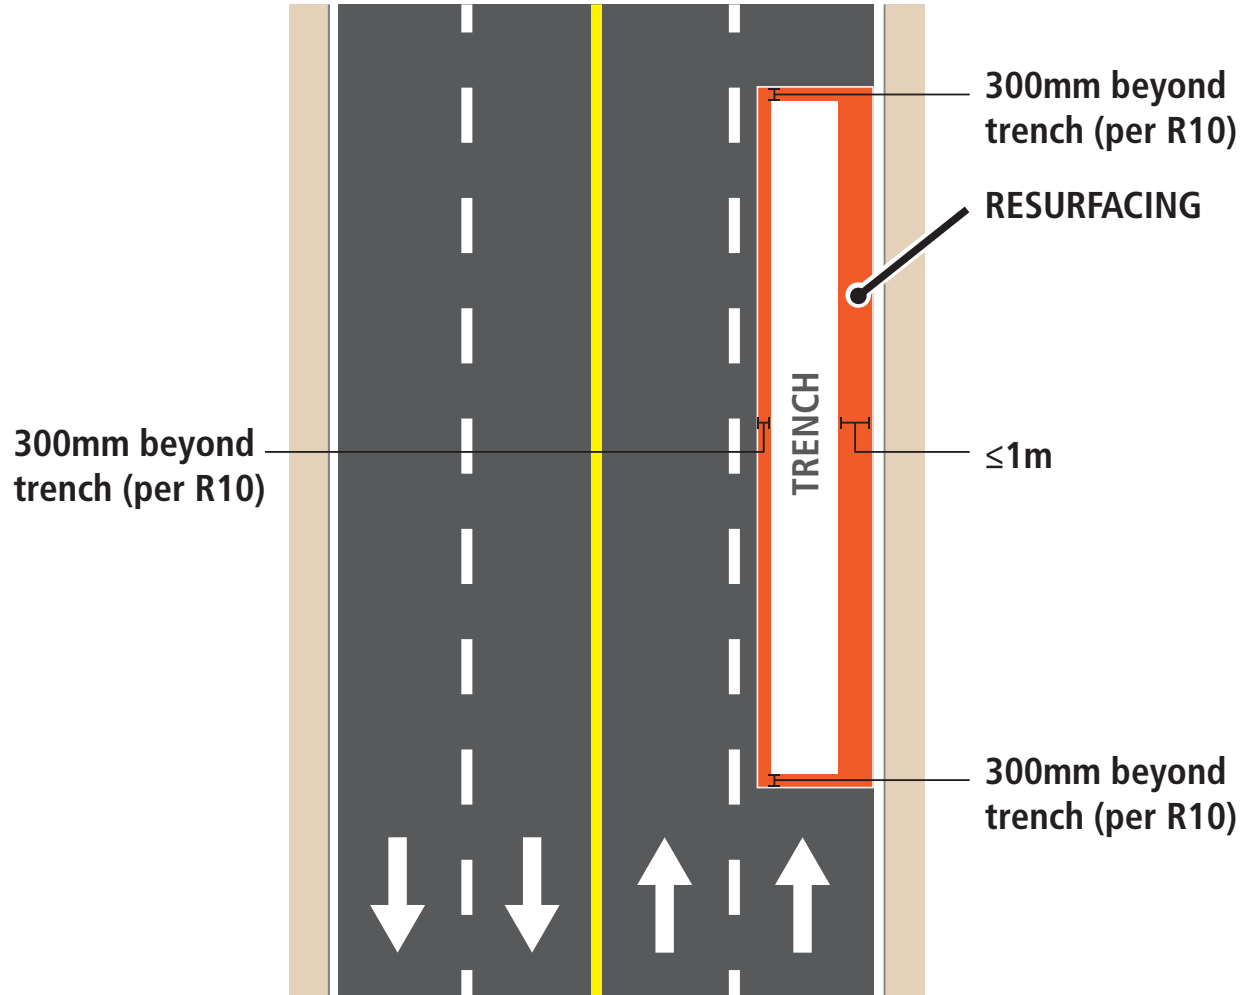 300mm beyond
trench (per R10)
RESURFACING
TRENCH
300mm beyond
trench (per R10)
≤1m
300mm beyond
trench (per R10)